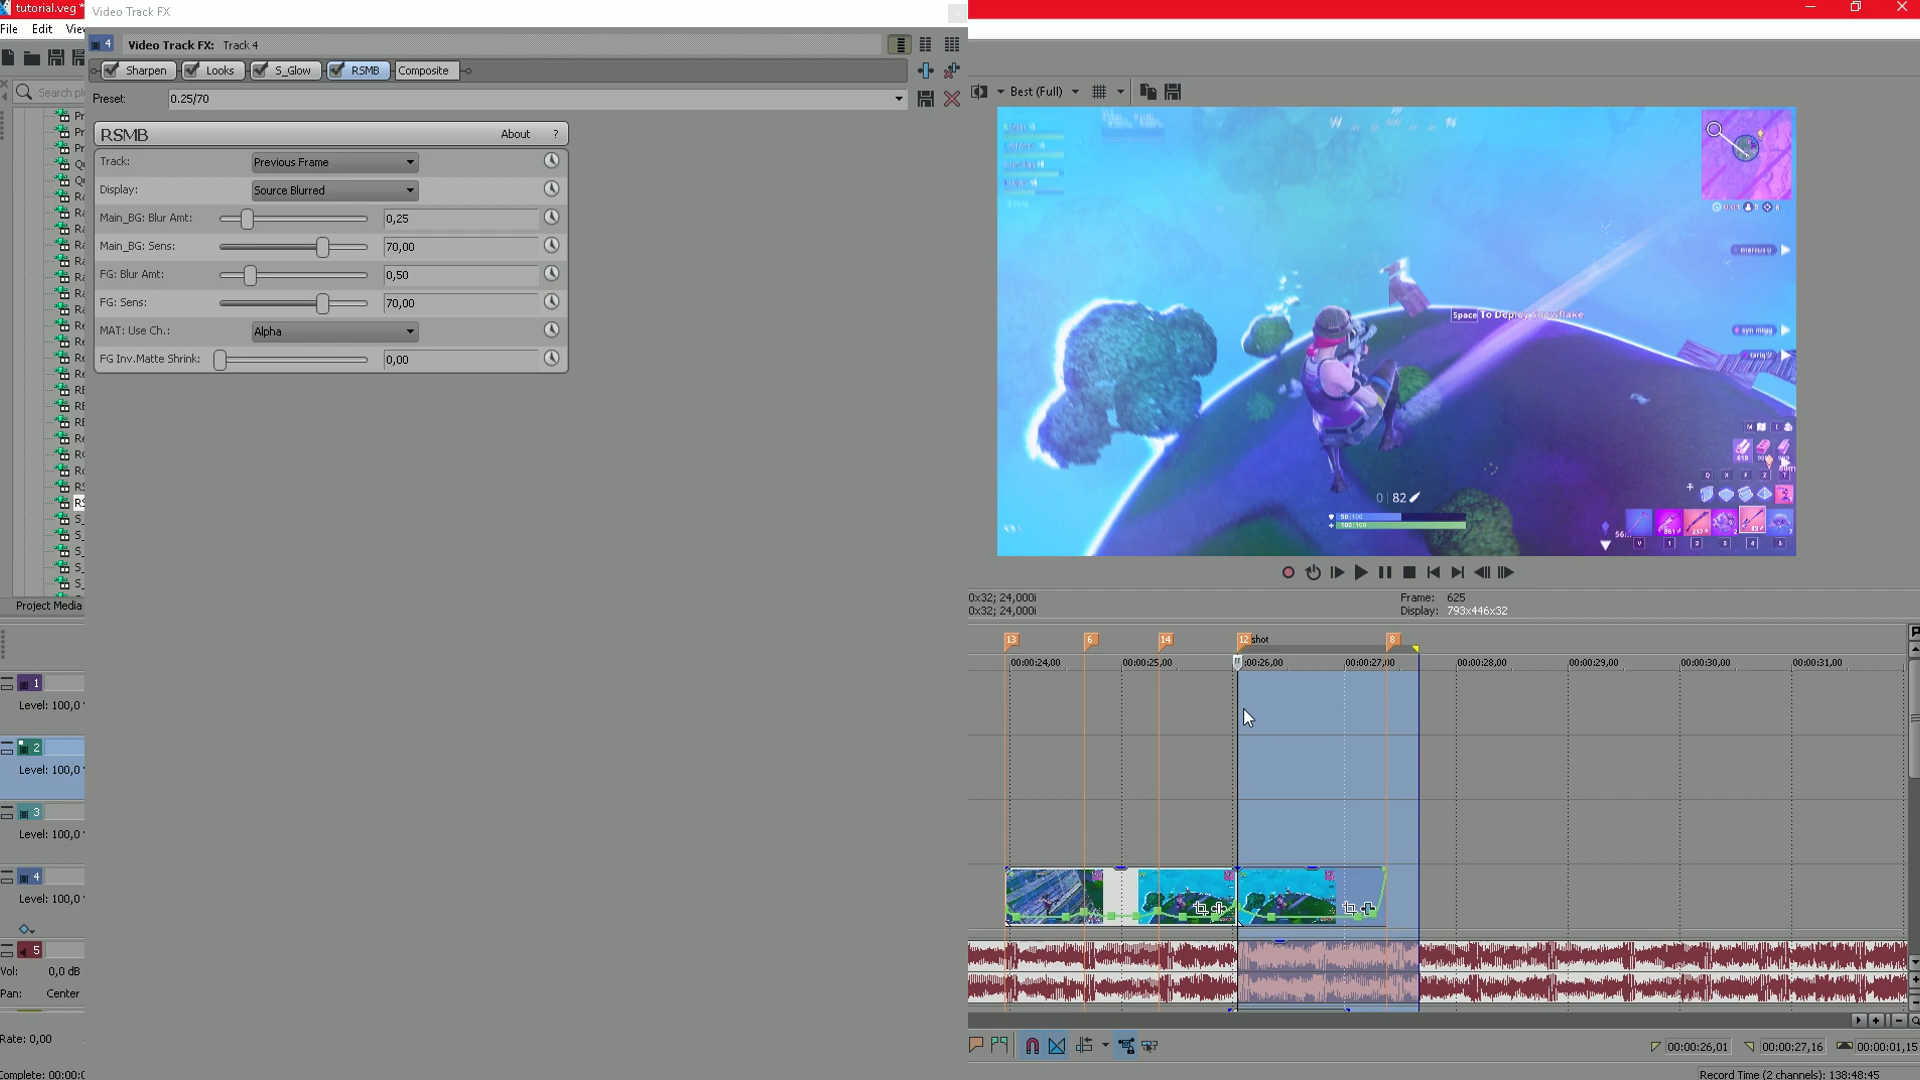 tutorial.veg *
Video Track FX
File Edit Vie
4 Video Track FX: Track 4
Sharpen Looks S_Glow RSMB Composite
Preset: 0.25/70
Search pl
Best (Full)
RSMB About ?
Track: Previous Frame
Display: Source Blurred
Main_BG: Blur Amt: 0,25
Main_BG: Sens: 70,00
FG: Blur Amt: 0,50
FG: Sens: 70,00
MAT: Use Ch.: Alpha
FG Inv.Matte Shrink: 0,00
Space To Deploy Snowflake
0 | 82
50|100
100|100
Project Media
0x32; 24,000i
0x32; 24,000i
Frame: 625
Display: 793x446x32
13 6 14 12 shot 8
00:00:24,00 00:00:25,00 :00:26,00 00:00:27,00 00:00:28,00 00:00:29,00 00:00:30,00 00:00:31,00
1
Level: 100,0
2
Level: 100,0
3
Level: 100,0
4
Level: 100,0
5
Vol: 0,0 dB
Pan: Center
Rate: 0,00
00:00:26,01 00:00:27,16 00:00:01,15
Complete: 00:00:0
Record Time (2 channels): 138:48:45